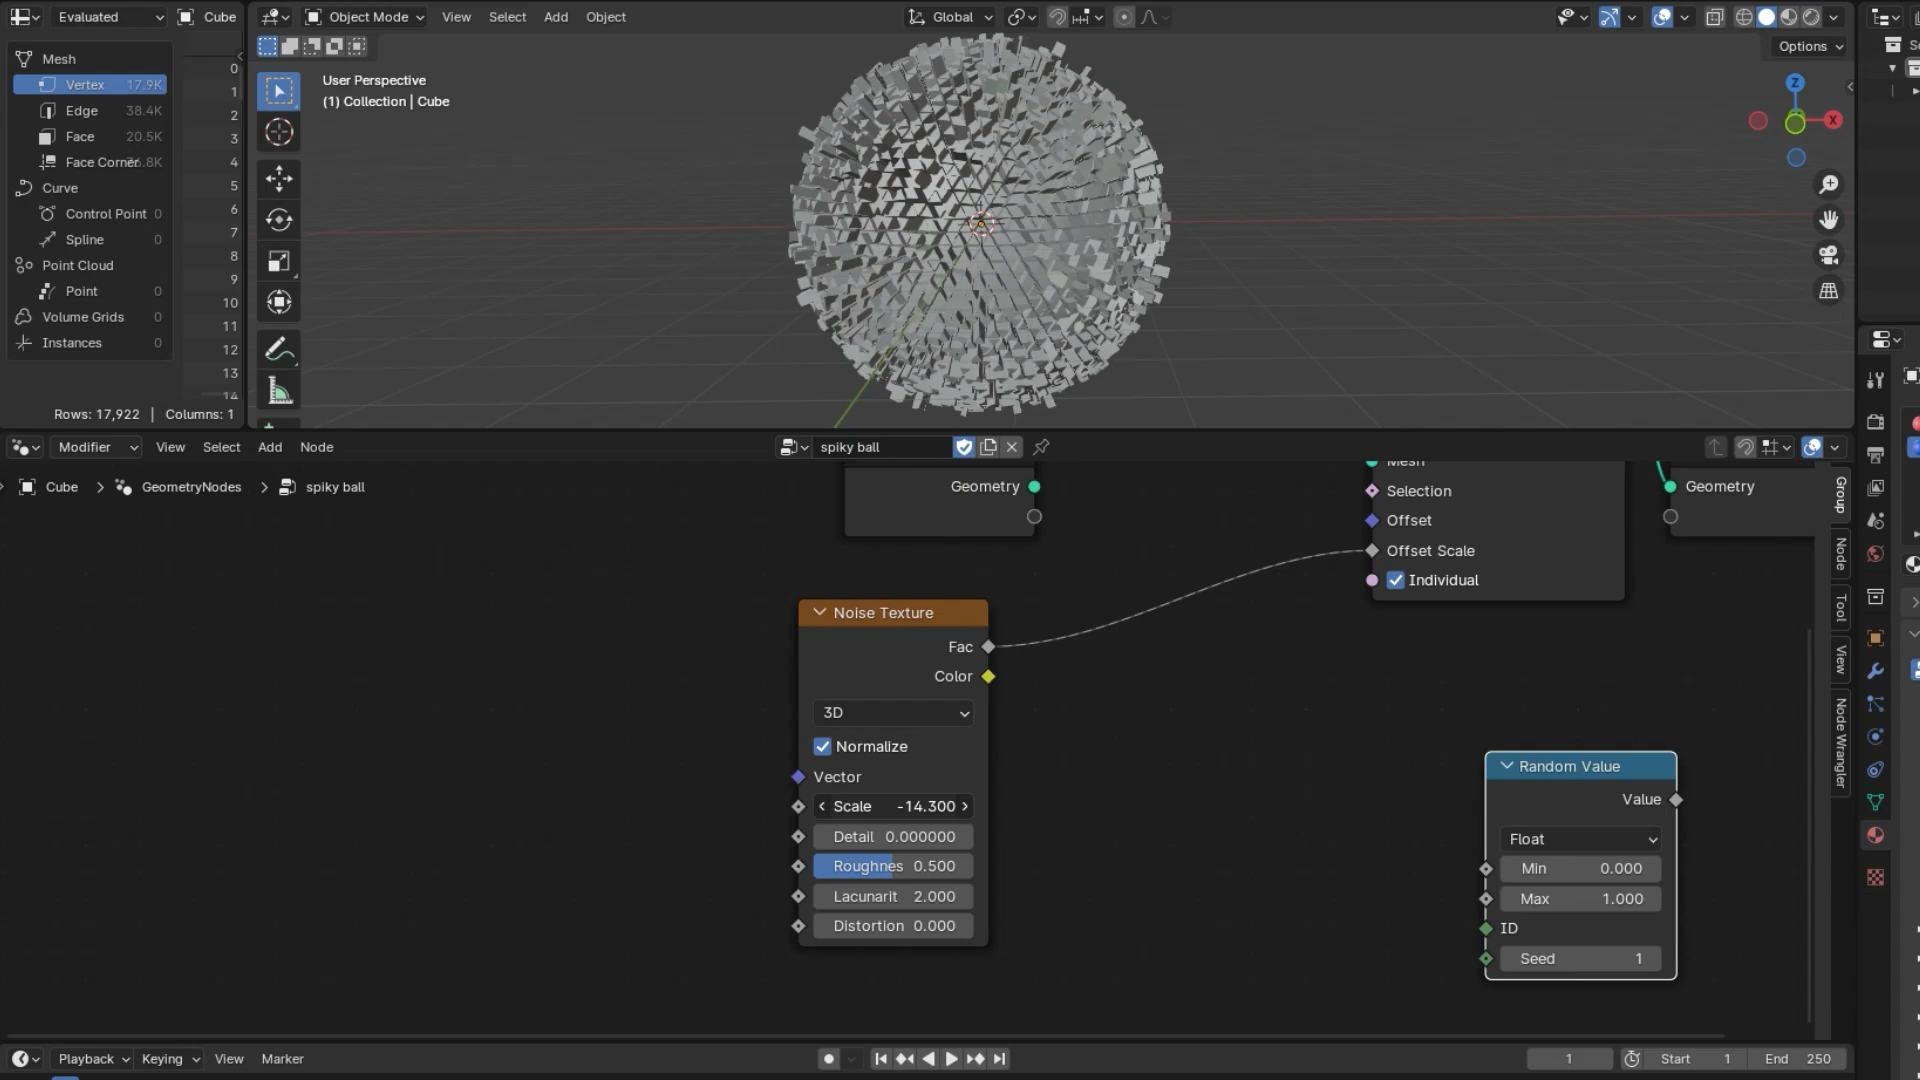 Evaluated
Cube
Object Mode
View
Select
Add
Object
Global
Options
Mesh
Vertex 17.9K
Edge 38.4K
Face 20.5K
Face Corner
Curve
Control Point 0
Spline 0
Point Cloud
Point 0
Volume Grids 0
Instances 0
0
1
2
3
4
5
6
7
8
9
10
11
12
13
14
Rows: 17,922 | Columns: 1
User Perspective
(1) Collection | Cube
Z
X
Modifier
View
Select
Add
Node
spiky ball
Cube
GeometryNodes
spiky ball
Geometry
Mesh
Selection
Offset
Offset Scale
Individual
Geometry
Group
Node
Tool
View
Node Wrangler
Noise Texture
Fac
Color
3D
Normalize
Vector
Scale -14.300
Detail 0.000000
Roughnes 0.500
Lacunarit 2.000
Distortion 0.000
Random Value
Value
Float
Min 0.000
Max 1.000
ID
Seed 1
Playback
Keying
View
Marker
1
Start 1
End 250